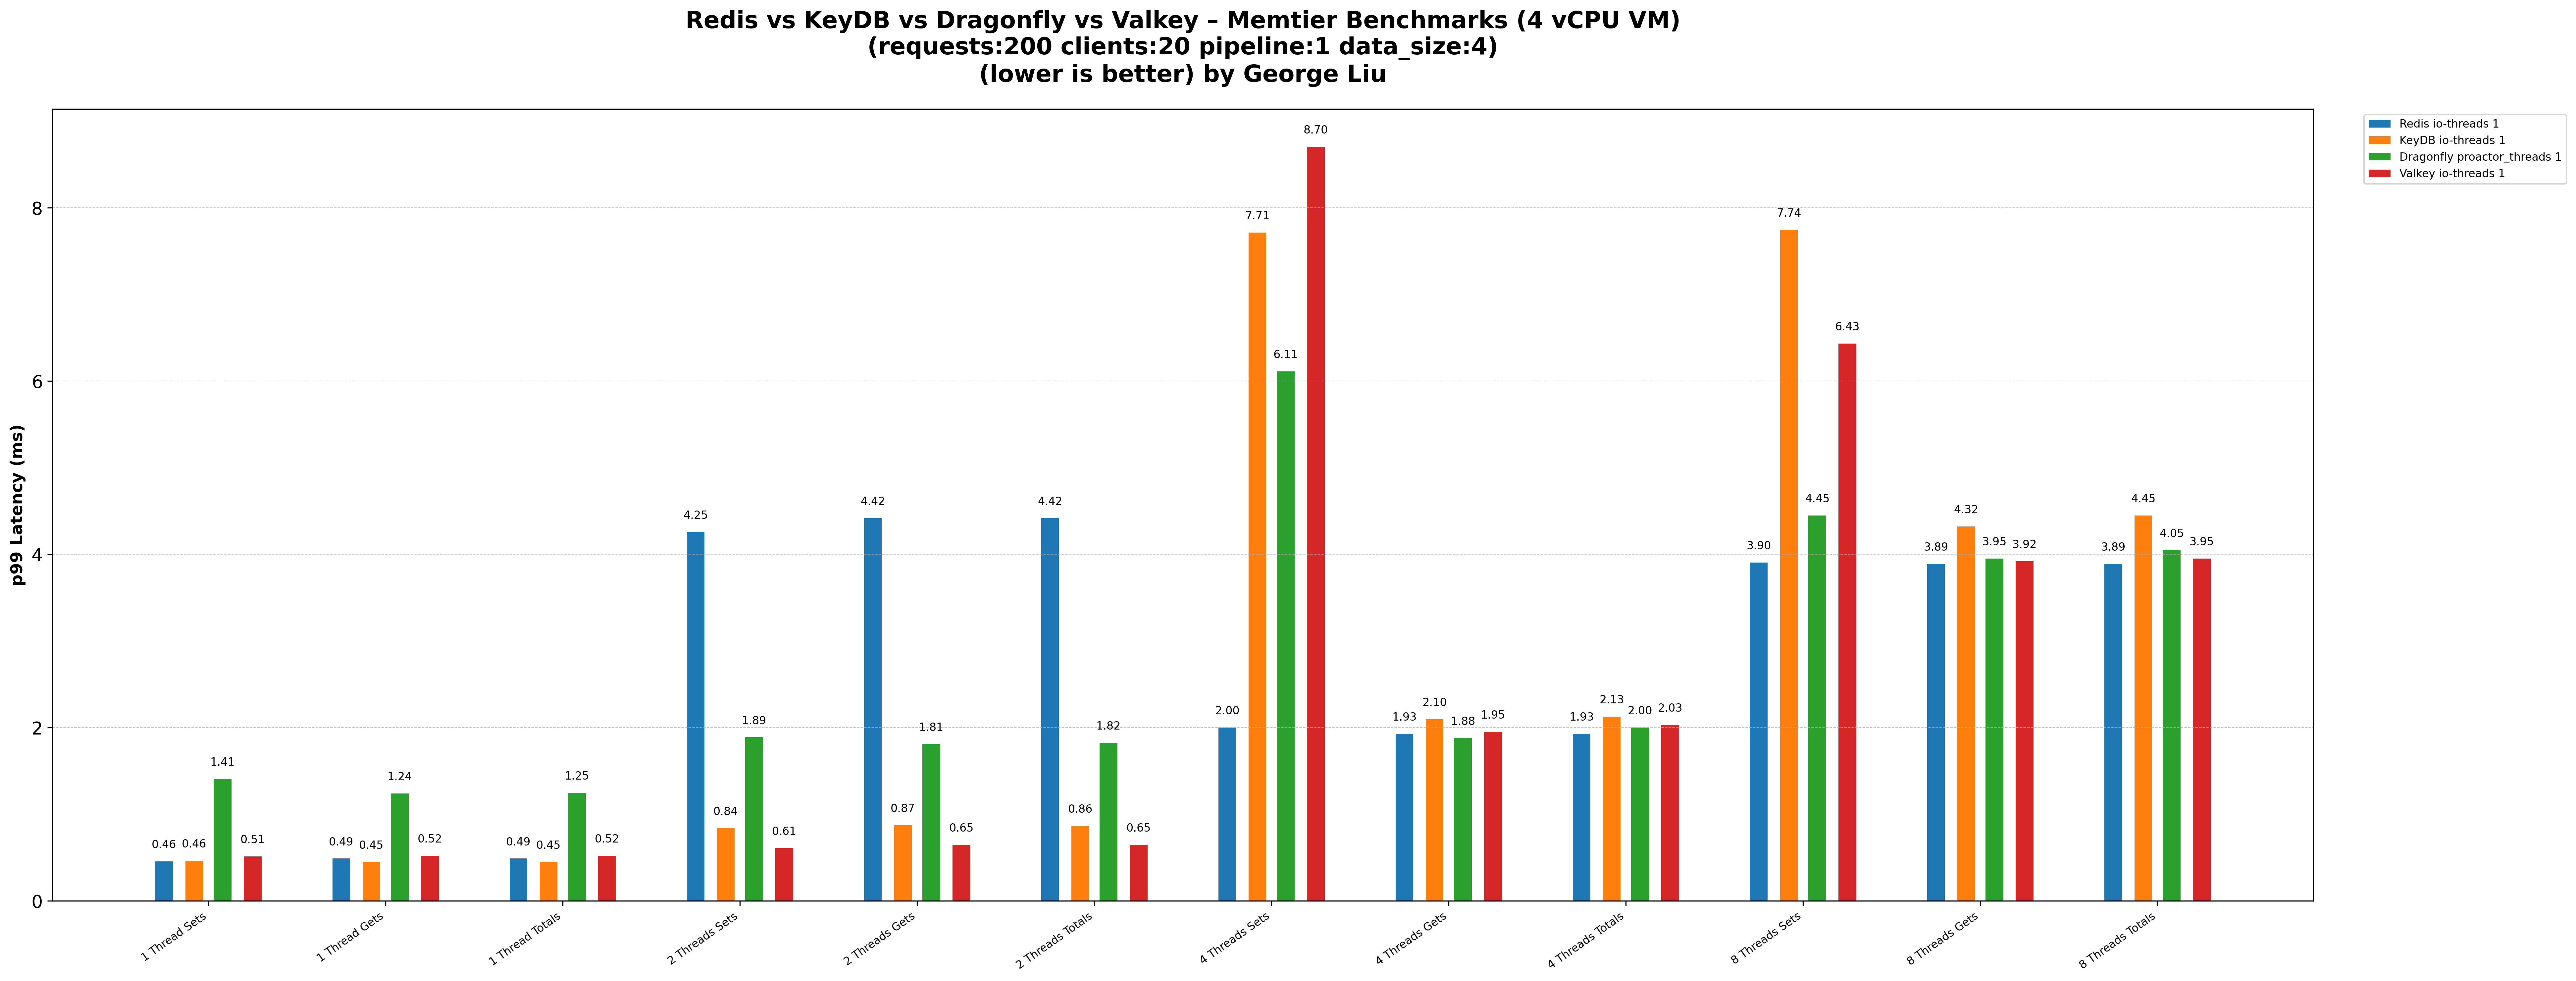 Redis vs KeyDB vs Dragonfly vs Valkey – Memtier Benchmarks (4 vCPU VM)
(requests:200 clients:20 pipeline:1 data_size:4)
(lower is better) by George Liu
Redis io-threads 1
KeyDB io-threads 1
Dragonfly proactor_threads 1
Valkey io-threads 1
p99 Latency (ms)
8
6
4
2
0
0.46 0.46 1.41 0.51
0.49 0.45 1.24 0.52
0.49 0.45 1.25 0.52
4.25 0.84 1.89 0.61
4.42 0.87 1.81 0.65
4.42 0.86 1.82 0.65
2.00 7.71 6.11 8.70
1.93 2.10 1.88 1.95
1.93 2.13 2.00 2.03
3.90 7.74 4.45 6.43
3.89 4.32 3.95 3.92
3.89 4.45 4.05 3.95
1 Thread Sets
1 Thread Gets
1 Thread Totals
2 Threads Sets
2 Threads Gets
2 Threads Totals
4 Threads Sets
4 Threads Gets
4 Threads Totals
8 Threads Sets
8 Threads Gets
8 Threads Totals